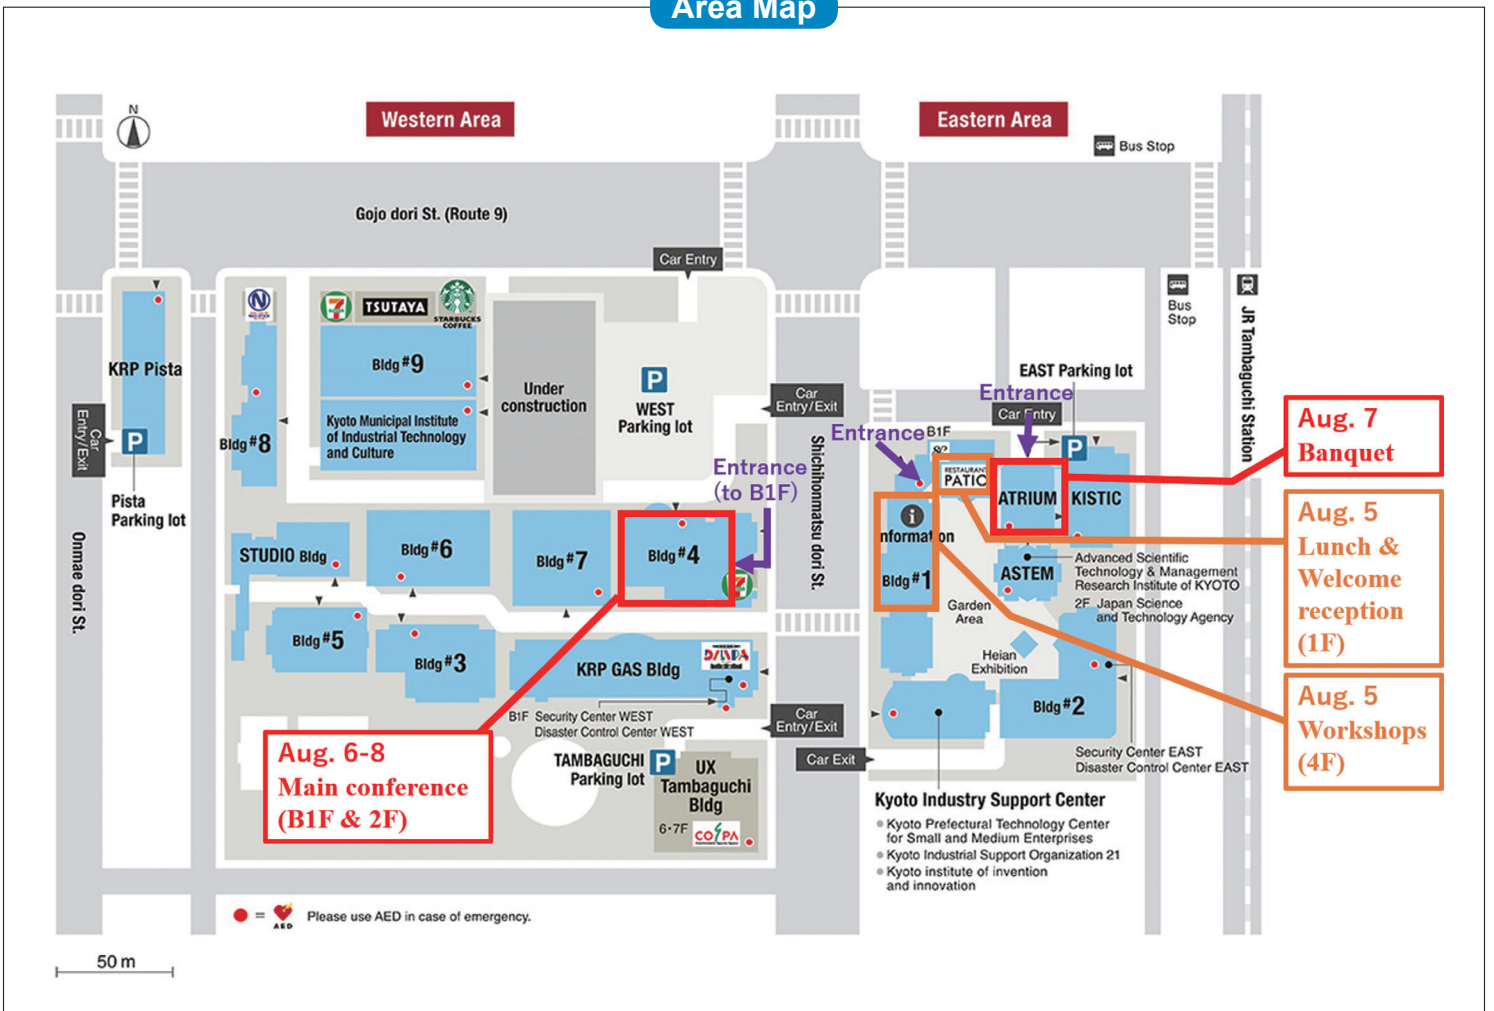 Area Map
N
Western Area
Eastern Area
Bus Stop
Gojo dori St. (Route 9)
Car Entry
Bus
Stop
JR Tambaguchi Station
7
TSUTAYA
STARBUCKS
COFFEE
KRP Pista
Bldg #9
Under
construction
P
WEST
Parking lot
EAST Parking lot
Car
Entry/Exit
Entrance
Car Entry
Aug. 7
Banquet
Car
Entry/Exit
P
Bldg #8
Kyoto Municipal Institute
of Industrial Technology
and Culture
Shichihonmatsu dori St.
Entrance
B1F
P
Entrance
(to B1F)
RESTAURANT
PATIO
ATRIUM
KISTIC
Pista
Parking lot
Aug. 5
Lunch &
Welcome
reception
(1F)
i
nformation
Onmae dori St.
STUDIO Bldg
Bldg #6
Bldg #7
Bldg #4
7
Bldg #1
ASTEM
Advanced Scientific
Technology & Management
Research Institute of KYOTO
2F Japan Science
and Technology Agency
Garden
Area
Bldg #5
Bldg #3
KRP GAS Bldg
Heian
Exhibition
Bldg #2
Aug. 5
Workshops
(4F)
B1F Security Center WEST
Disaster Control Center WEST
Car
Entry/Exit
Car Exit
Security Center EAST
Disaster Control Center EAST
Aug. 6-8
Main conference
(B1F & 2F)
TAMBAGUCHI
Parking lot
P
UX
Tambaguchi
Bldg
6・7F
COSPA
Kyoto Industry Support Center
Kyoto Prefectural Technology Center
for Small and Medium Enterprises
Kyoto Industrial Support Organization 21
Kyoto institute of invention
and innovation
= AED Please use AED in case of emergency.
50 m